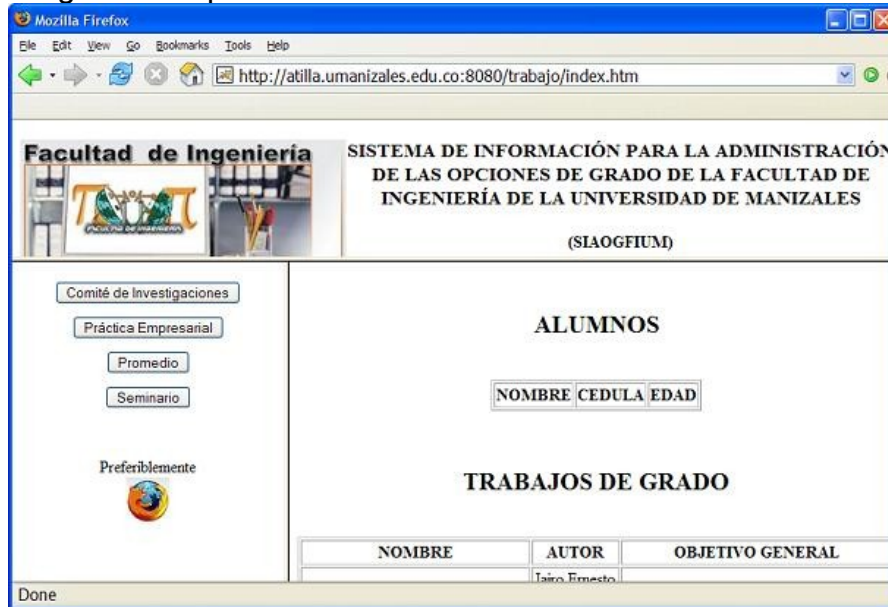 Mozilla Firefox
File Edit View Go Bookmarks Tools Help
http://atilla.umanizales.edu.co:8080/trabajo/index.htm
Facultad de Ingeniería
SISTEMA DE INFORMACIÓN PARA LA ADMINISTRACIÓN
DE LAS OPCIONES DE GRADO DE LA FACULTAD DE
INGENIERÍA DE LA UNIVERSIDAD DE MANIZALES
(SIAOGFIUM)
Comité de Investigaciones
Práctica Empresarial
Promedio
Seminario
Preferiblemente
ALUMNOS
NOMBRE CEDULA EDAD
TRABAJOS DE GRADO
NOMBRE AUTOR OBJETIVO GENERAL
Jairo Ernesto
Done